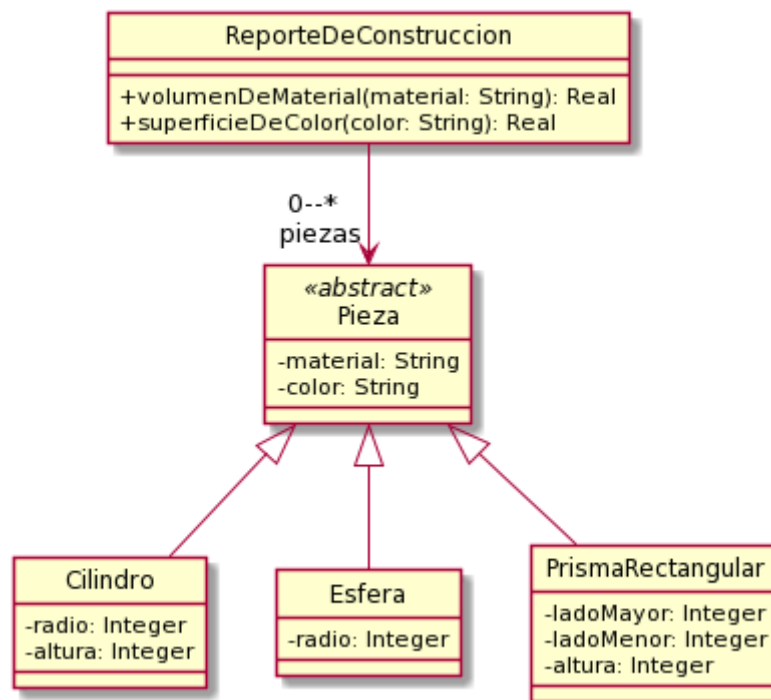 ReporteDeConstruccion
+volumenDeMaterial(material: String): Real
+superficieDeColor(color: String): Real
0--*
piezas
«abstract»
Pieza
-material: String
-color: String
Cilindro
-radio: Integer
-altura: Integer
Esfera
-radio: Integer
PrismaRectangular
-ladoMayor: Integer
-ladoMenor: Integer
-altura: Integer